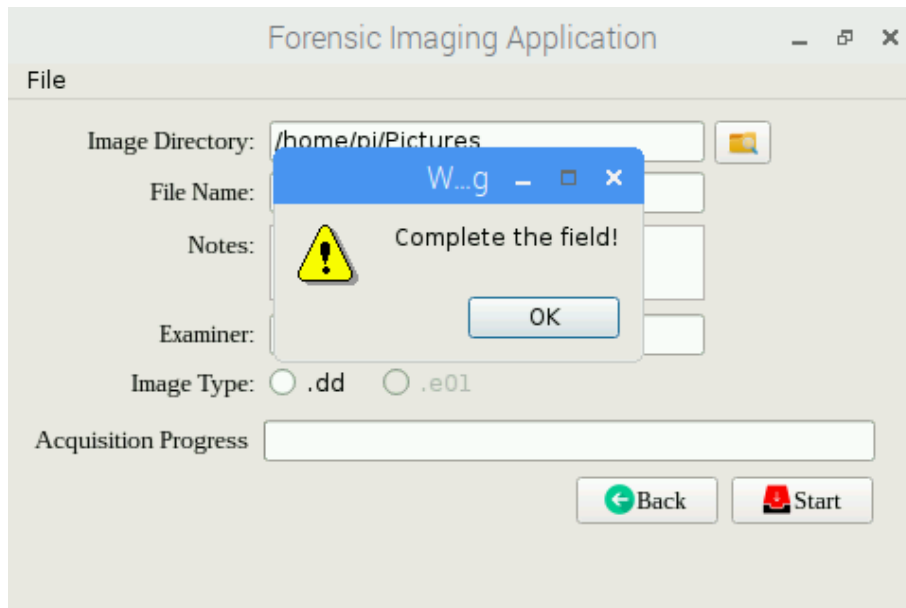 Forensic Imaging Application
File
Image Directory: /home/pi/Pictures
W...g
File Name:
Complete the field!
Notes:
OK
Examiner:
Image Type: .dd .e01
Acquisition Progress
Back Start